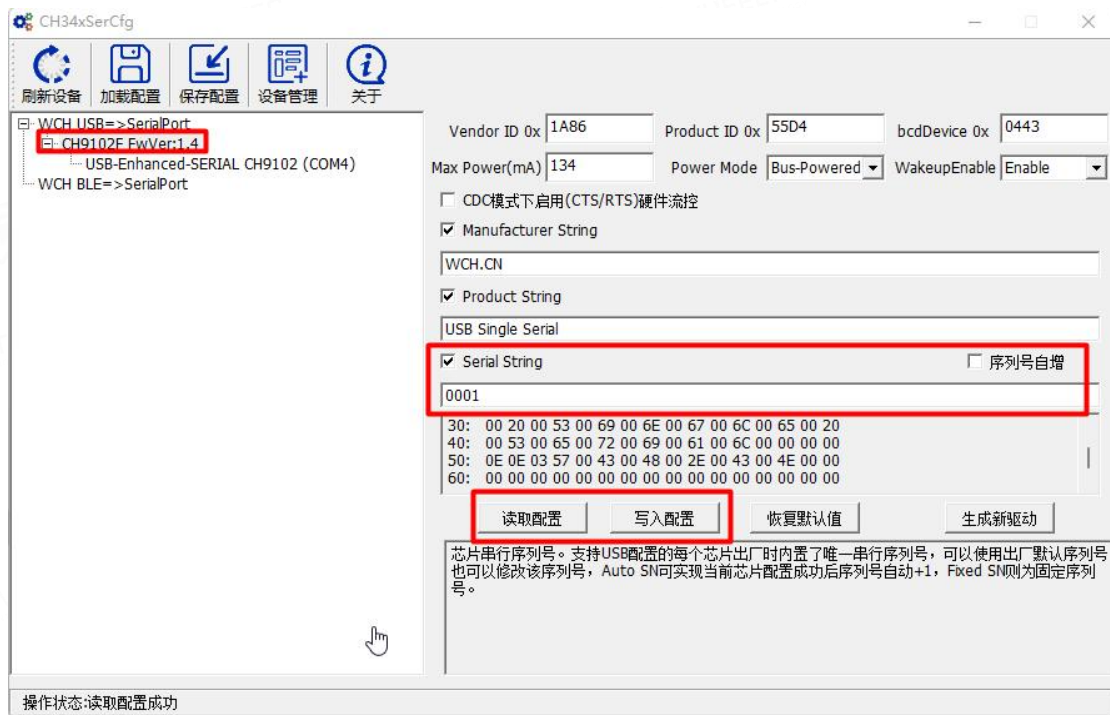 CH34xSerCfg
刷新设备 加载配置 保存配置 设备管理 关于
WCH USB=>SerialPort
CH9102F FwVer:1.4
USB-Enhanced-SERIAL CH9102 (COM4)
WCH BLE=>SerialPort
Vendor ID 0x 1A86 Product ID 0x 55D4 bcdDevice 0x 0443
Max Power(mA) 134 Power Mode Bus-Powered WakeupEnable Enable
CDC模式下启用(CTS/RTS)硬件流控
Manufacturer String
WCH.CN
Product String
USB Single Serial
Serial String 序列号自增
0001
30: 00 20 00 53 00 69 00 6E 00 67 00 6C 00 65 00 20
40: 00 53 00 65 00 72 00 69 00 61 00 6C 00 00 00 00
50: 0E 0E 03 57 00 43 00 48 00 2E 00 43 00 4E 00 00
60: 00 00 00 00 00 00 00 00 00 00 00 00 00 00 00 00
读取配置 写入配置 恢复默认值 生成新驱动
芯片串行序列号。支持USB配置的每个芯片出厂时内置了唯一串行序列号，可以使用出厂默认序列号
也可以修改该序列号，Auto SN可实现当前芯片配置成功后序列号自动+1，Fixed SN则为固定序列
号。
操作状态:读取配置成功